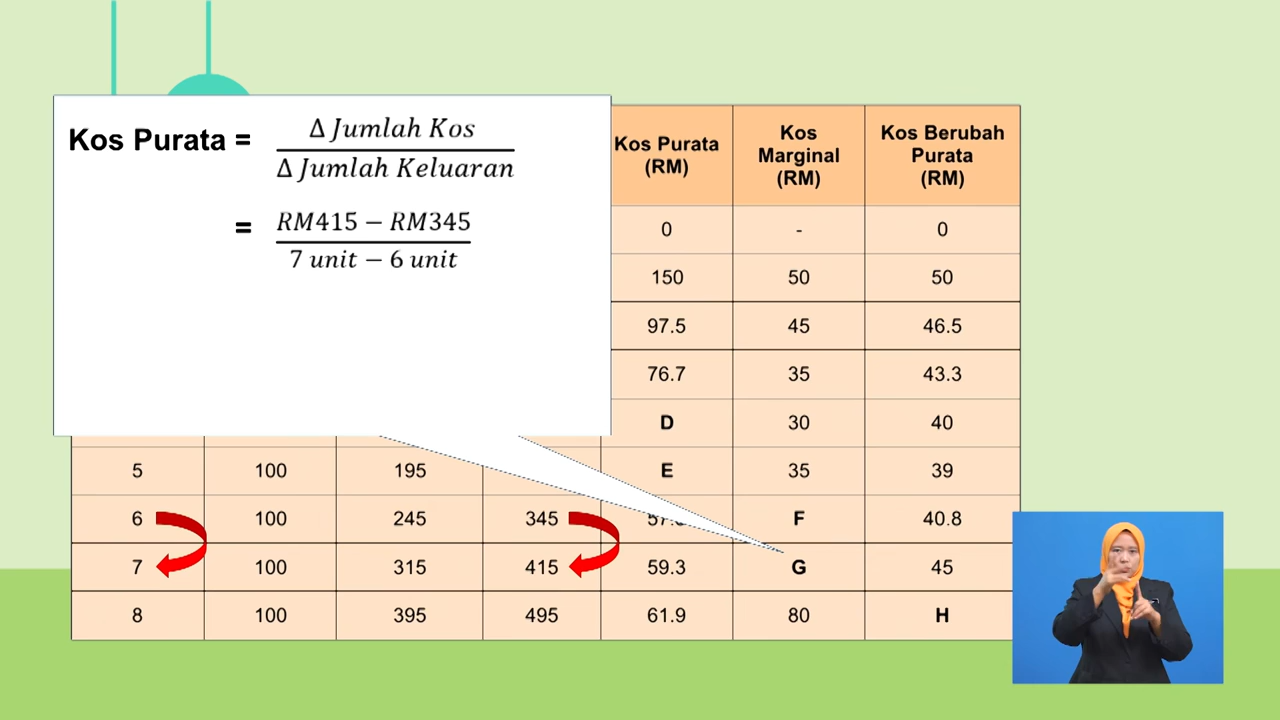 Kos Purata = Δ Jumlah Kos / Δ Jumlah Keluaran
= RM415 − RM345 / 7 unit − 6 unit
Kos Purata (RM) Kos Marginal (RM) Kos Berubah Purata (RM)
0 - 0
150 50 50
97.5 45 46.5
76.7 35 43.3
D 30 40
5 100 195 E 35 39
6 100 245 345 F 40.8
7 100 315 415 59.3 G 45
8 100 395 495 61.9 80 H